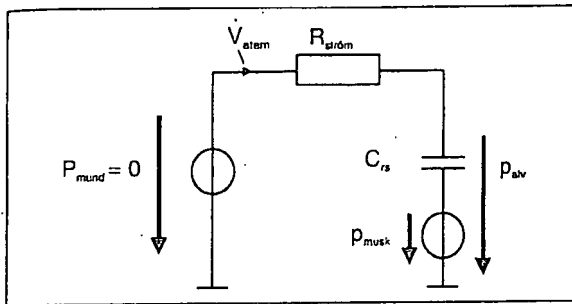 V̇atem
Rström
Pmund = 0
Crs
palv
pmusk